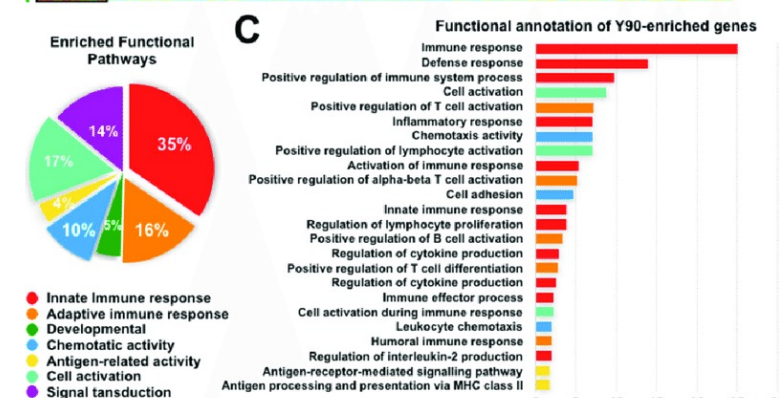 Enriched Functional
Pathways
14%
35%
17%
4%
10%
5%
16%
Innate Immune response
Adaptive immune response
Developmental
Chemotatic activity
Antigen-related activity
Cell activation
Signal tansduction
C
Functional annotation of Y90-enriched genes
Immune response
Defense response
Positive regulation of immune system process
Cell activation
Positive regulation of T cell activation
Inflammatory response
Chemotaxis activity
Positive regulation of lymphocyte activation
Activation of immune response
Positive regulation of alpha-beta T cell activation
Cell adhesion
Innate immune response
Regulation of lymphocyte proliferation
Positive regulation of B cell activation
Regulation of cytokine production
Positive regulation of T cell differentiation
Regulation of cytokine production
Immune effector process
Cell activation during immune response
Leukocyte chemotaxis
Humoral immune response
Regulation of interleukin-2 production
Antigen-receptor-mediated signalling pathway
Antigen processing and presentation via MHC class II